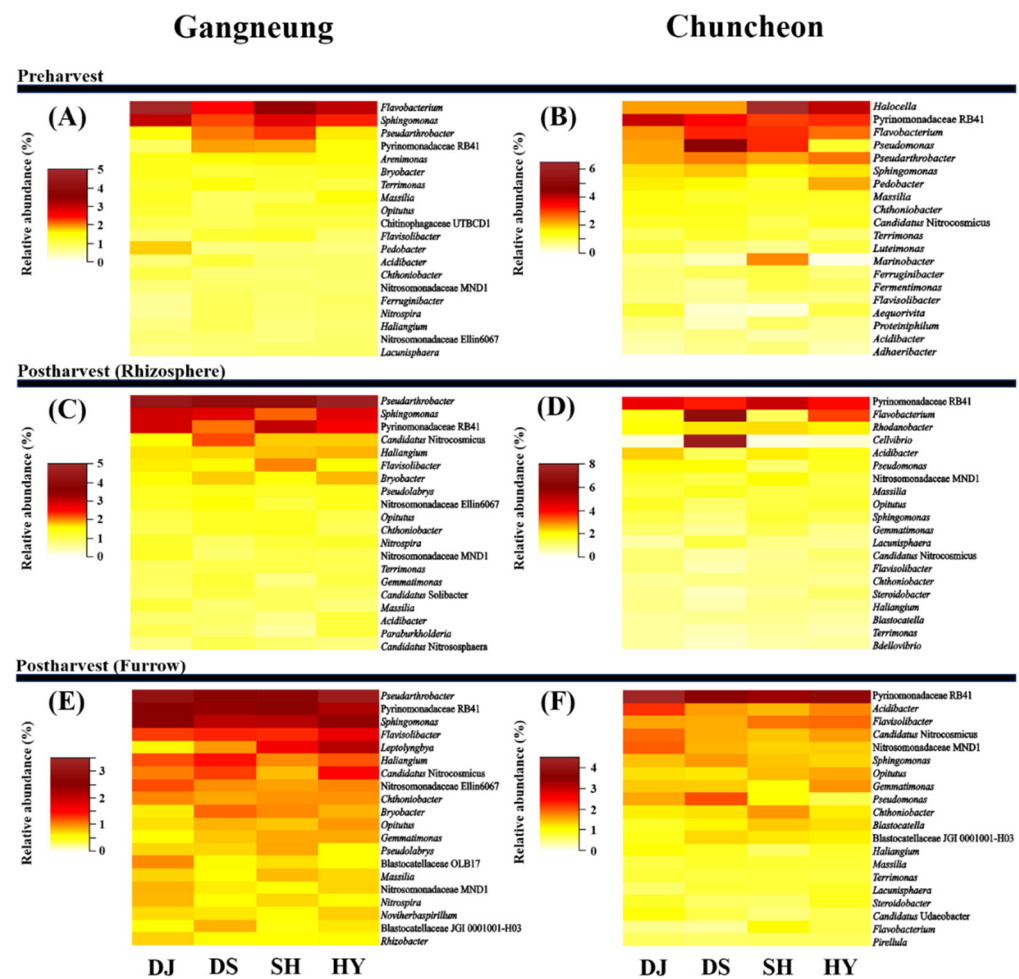 Gangneung
Chuncheon
Preharvest
(A)
Relative abundance (%)
5
4
3
2
1
0
Flavobacterium
Sphingomonas
Pseudarthrobacter
Pyrinomonadaceae RB41
Arenimonas
Bryobacter
Terrimonas
Massilia
Opitutus
Chitinophagaceae UTBCD1
Flavisolibacter
Pedobacter
Acidibacter
Chthoniobacter
Nitrosomonadaceae MND1
Ferruginibacter
Nitrospira
Haliangium
Nitrosomonadaceae Ellin6067
Lacunisphaera
(B)
Relative abundance (%)
6
4
2
0
Halocella
Pyrinomonadaceae RB41
Flavobacterium
Pseudomonas
Pseudarthrobacter
Sphingomonas
Pedobacter
Massilia
Chthoniobacter
Candidatus Nitrocosmicus
Terrimonas
Luteimonas
Marinobacter
Ferruginibacter
Fermentimonas
Flavisolibacter
Aequorivita
Proteiniphilum
Acidibacter
Adhaeribacter
Postharvest (Rhizosphere)
(C)
Relative abundance (%)
5
4
3
2
1
0
Pseudarthrobacter
Sphingomonas
Pyrinomonadaceae RB41
Candidatus Nitrocosmicus
Haliangium
Flavisolibacter
Bryobacter
Pseudolabrys
Nitrosomonadaceae Ellin6067
Opitutus
Chthoniobacter
Nitrospira
Nitrosomonadaceae MND1
Terrimonas
Gemmatimonas
Candidatus Solibacter
Massilia
Acidibacter
Paraburkholderia
Candidatus Nitrososphaera
(D)
Relative abundance (%)
8
6
4
2
0
Pyrinomonadaceae RB41
Flavobacterium
Rhodanobacter
Cellvibrio
Acidibacter
Pseudomonas
Nitrosomonadaceae MND1
Massilia
Opitutus
Sphingomonas
Gemmatimonas
Lacunisphaera
Candidatus Nitrocosmicus
Flavisolibacter
Chthoniobacter
Steroidobacter
Haliangium
Blastocatella
Terrimonas
Bdellovibrio
Postharvest (Furrow)
(E)
Relative abundance (%)
3
2
1
0
Pseudarthrobacter
Pyrinomonadaceae RB41
Sphingomonas
Flavisolibacter
Leptolyngbya
Haliangium
Candidatus Nitrocosmicus
Nitrosomonadaceae Ellin6067
Chthoniobacter
Bryobacter
Opitutus
Gemmatimonas
Pseudolabrys
Blastocatellaceae OLB17
Massilia
Nitrosomonadaceae MND1
Nitrospira
Noviherbaspirillum
Blastocatellaceae JGI 0001001-H03
Rhizobacter
DJ DS SH HY
(F)
Relative abundance (%)
4
3
2
1
0
Pyrinomonadaceae RB41
Acidibacter
Flavisolibacter
Candidatus Nitrocosmicus
Nitrosomonadaceae MND1
Sphingomonas
Opitutus
Gemmatimonas
Pseudomonas
Chthoniobacter
Blastocatella
Blastocatellaceae JGI 0001001-H03
Haliangium
Massilia
Terrimonas
Lacunisphaera
Steroidobacter
Candidatus Udaeobacter
Flavobacterium
Pirellula
DJ DS SH HY